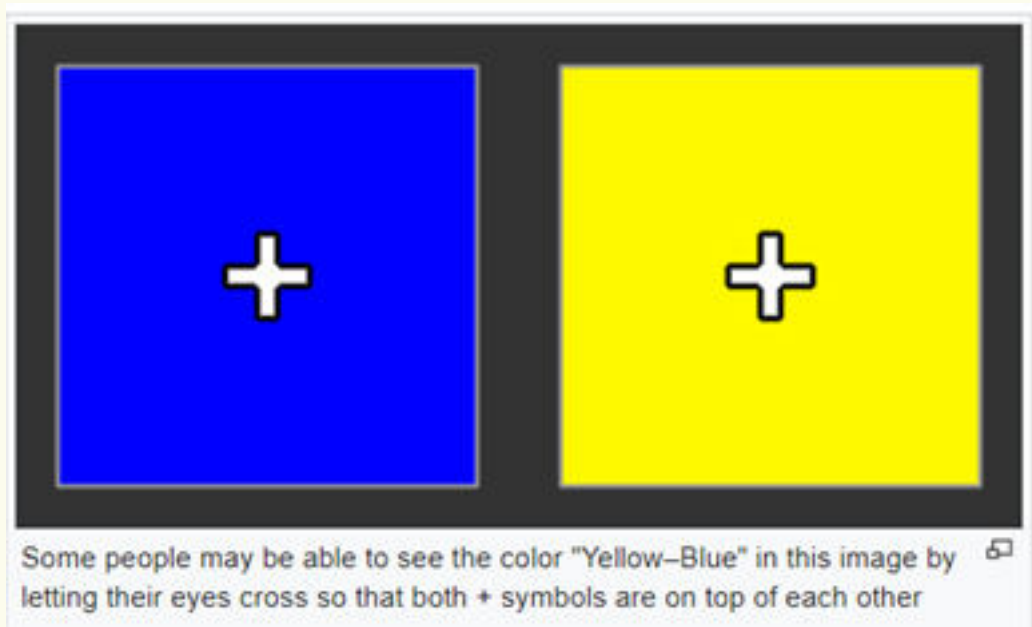 Some people may be able to see the color "Yellow–Blue" in this image by
letting their eyes cross so that both + symbols are on top of each other